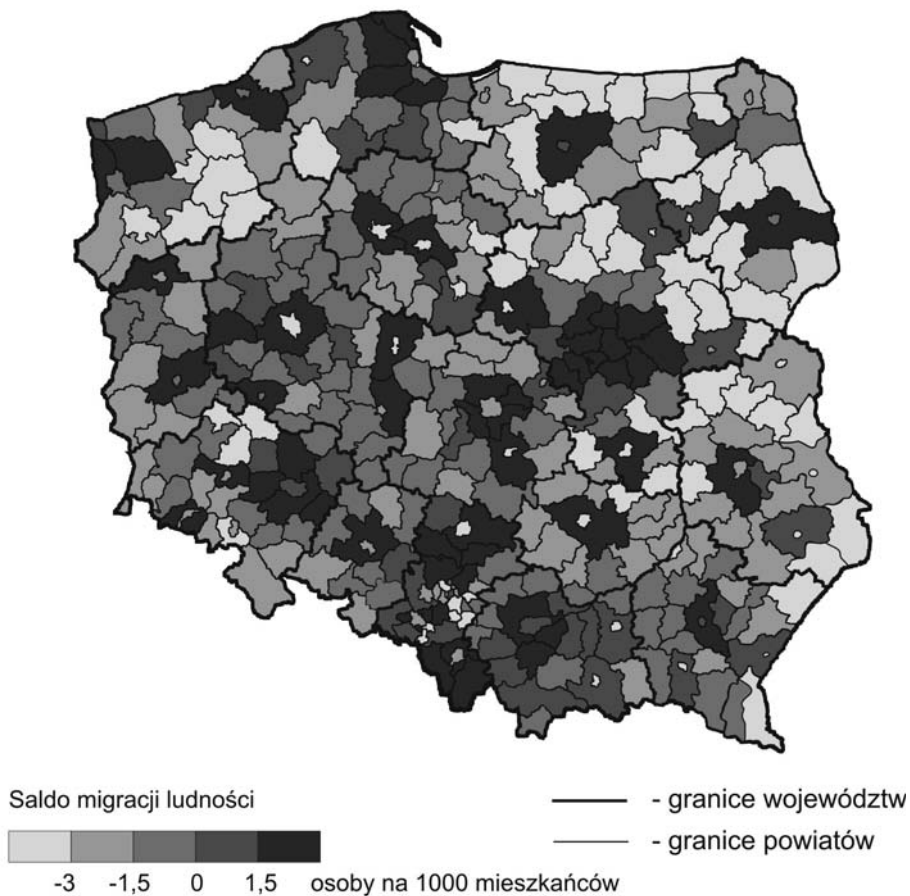 Saldo migracji ludności
-3 -1,5 0 1,5 osoby na 1000 mieszkańców
- granice województw
- granice powiatów